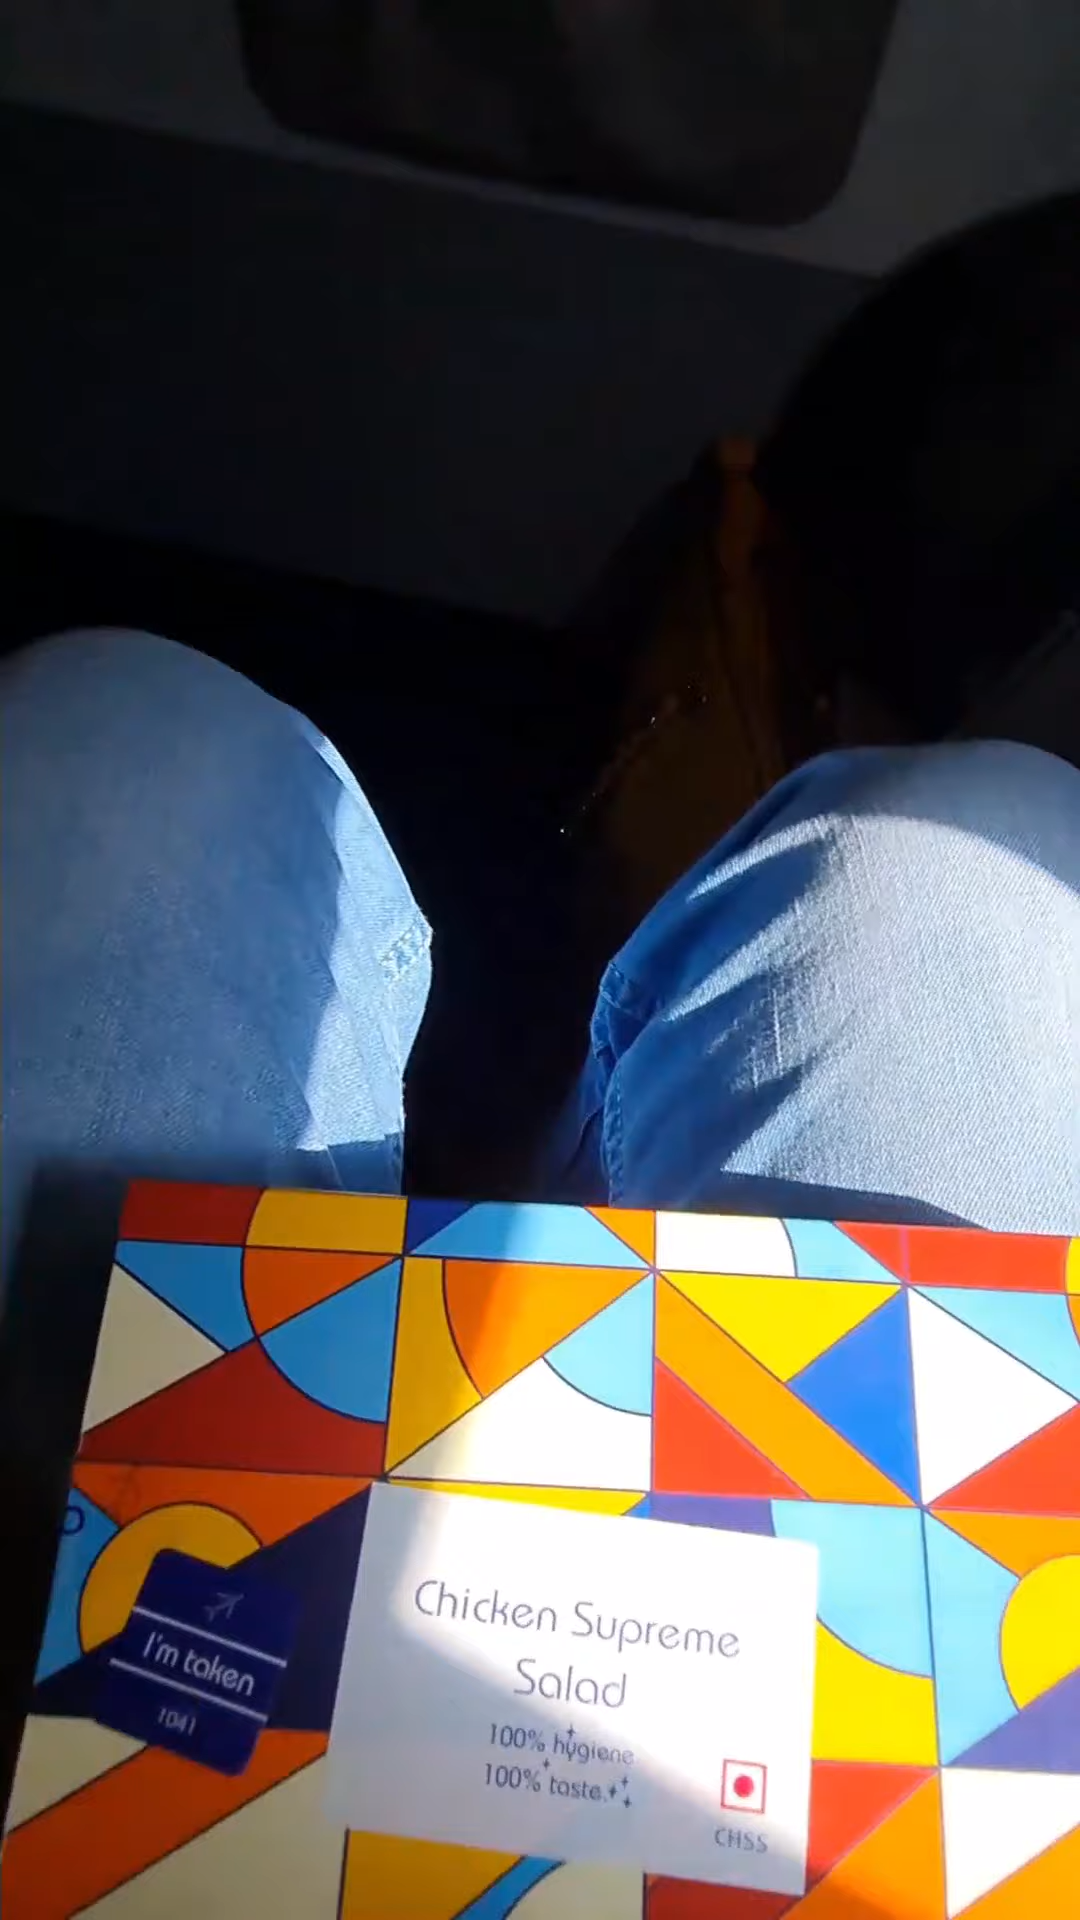 I'm taken
1041
Chicken Supreme
Salad
100% hygiene
100% taste.
CHSS